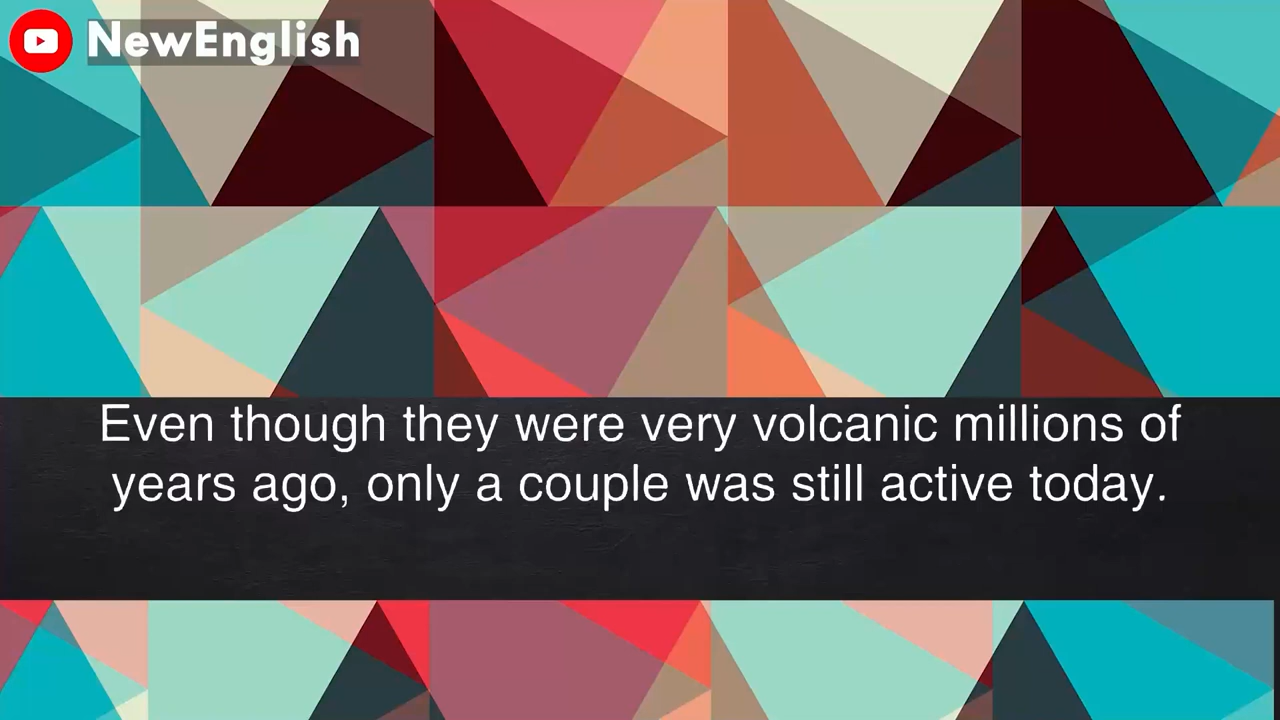 NewEnglish
Even though they were very volcanic millions of
years ago, only a couple was still active today.